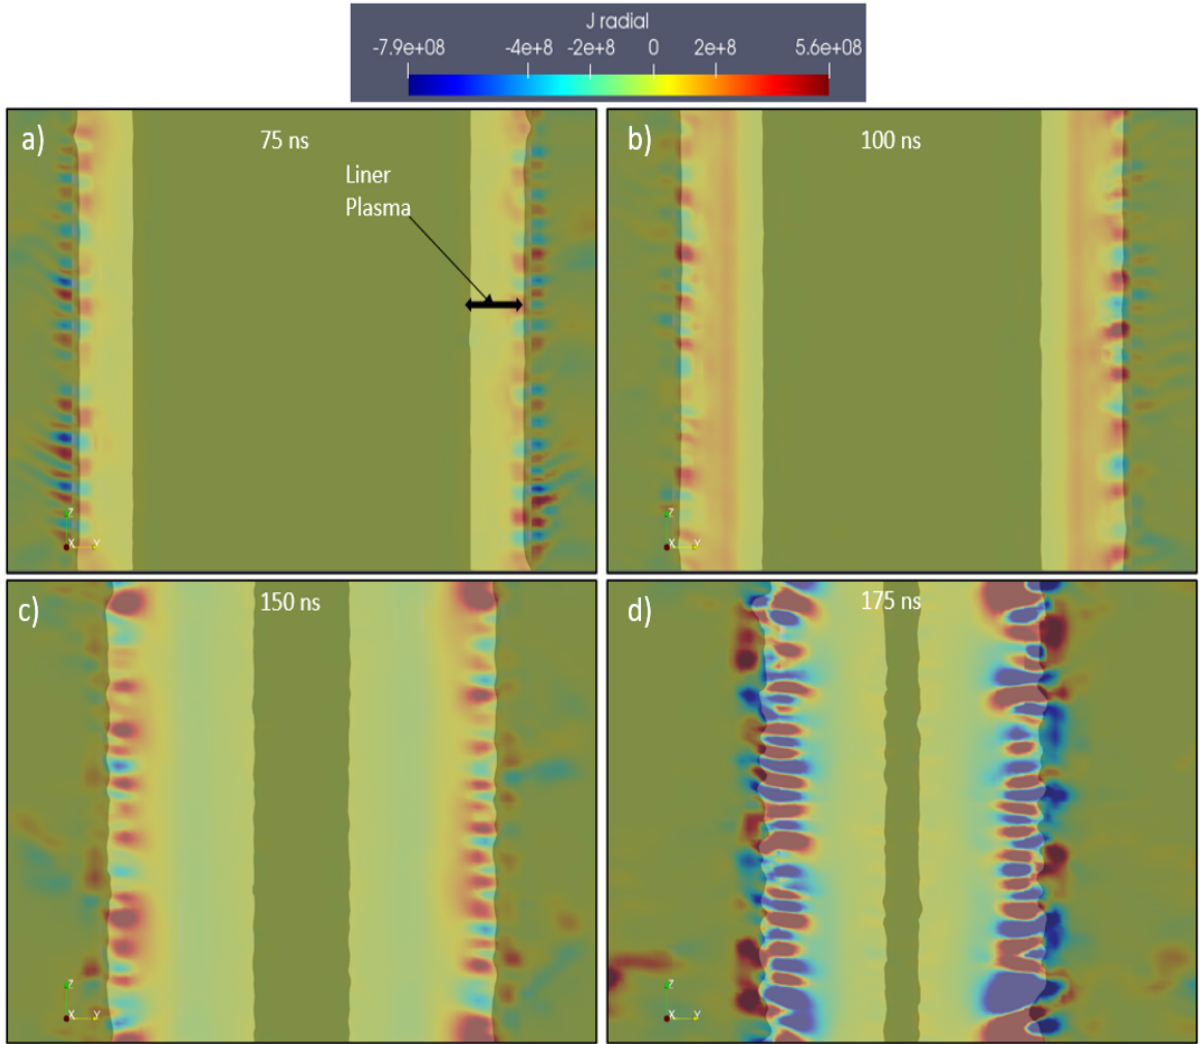 J radial
-7.9e+08 -4e+8 -2e+8 0 2e+8 5.6e+08
a) 75 ns
Liner
Plasma
Z
X Y
b) 100 ns
Z
X Y
c) 150 ns
Z
X Y
d) 175 ns
Z
X Y